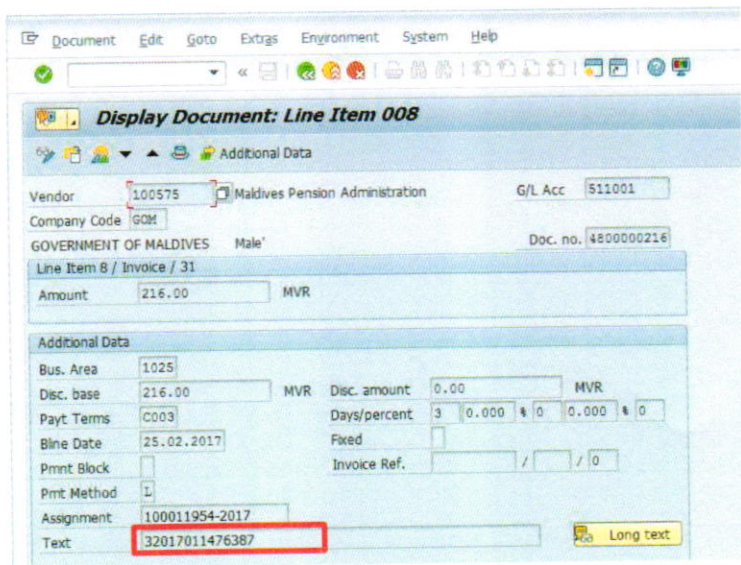 Document Edit Goto Extras Environment System Help
Display Document: Line Item 008
Additional Data
Vendor 100575 Maldives Pension Administration G/L Acc 511001
Company Code GOM
GOVERNMENT OF MALDIVES Male' Doc. no. 4800000216
Line Item 8 / Invoice / 31
Amount 216.00 MVR
Additional Data
Bus. Area 1025
Disc. base 216.00 MVR Disc. amount 0.00 MVR
Payt Terms C003 Days/percent 3 0.000 % 0 0.000 % 0
Bline Date 25.02.2017 Fixed
Pmnt Block Invoice Ref. / / 0
Pmt Method L
Assignment 100011954-2017
Text 32017011476387 Long text